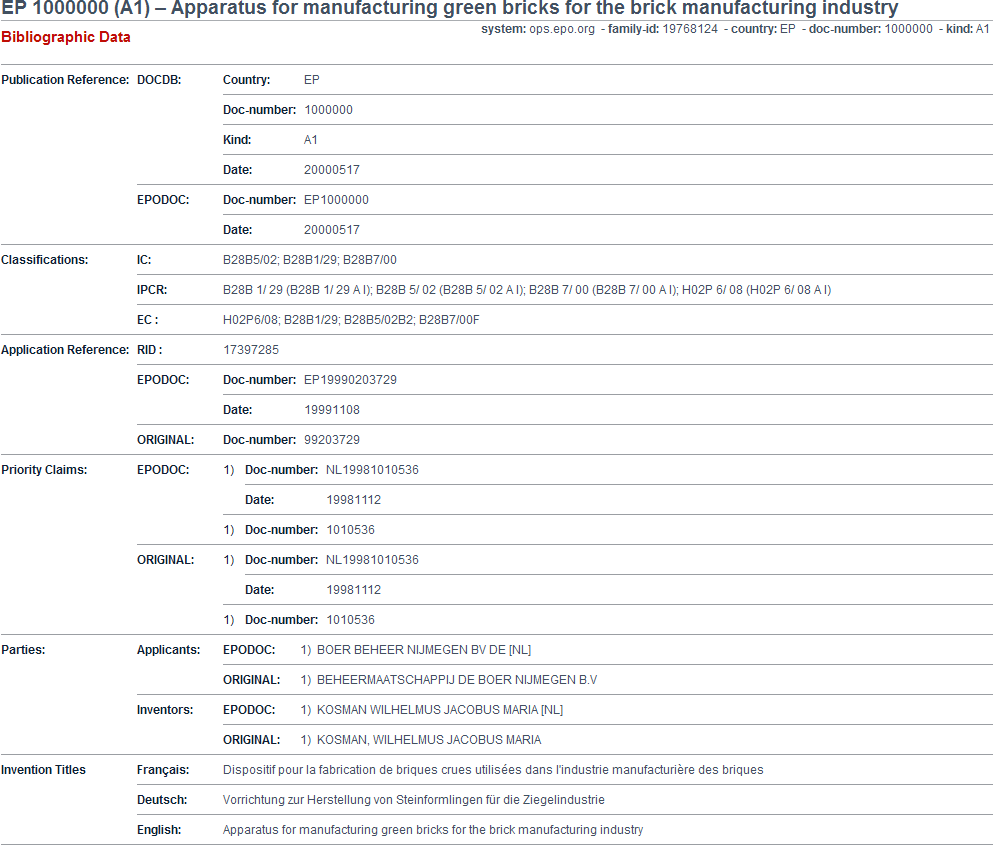 EP 1000000 (A1) – Apparatus for manufacturing green bricks for the brick manufacturing industry
system: ops.epo.org - family-id: 19768124 - country: EP - doc-number: 1000000 - kind: A1
Bibliographic Data
Publication Reference: DOCDB: Country: EP
Doc-number: 1000000
Kind: A1
Date: 20000517
EPODOC: Doc-number: EP1000000
Date: 20000517
Classifications: IC: B28B5/02; B28B1/29; B28B7/00
IPCR: B28B 1/ 29 (B28B 1/ 29 A I); B28B 5/ 02 (B28B 5/ 02 A I); B28B 7/ 00 (B28B 7/ 00 A I); H02P 6/ 08 (H02P 6/ 08 A I)
EC : H02P6/08; B28B1/29; B28B5/02B2; B28B7/00F
Application Reference: RID : 17397285
EPODOC: Doc-number: EP19990203729
Date: 19991108
ORIGINAL: Doc-number: 99203729
Priority Claims: EPODOC: 1) Doc-number: NL19981010536
Date: 19981112
1) Doc-number: 1010536
ORIGINAL: 1) Doc-number: NL19981010536
Date: 19981112
1) Doc-number: 1010536
Parties: Applicants: EPODOC: 1) BOER BEHEER NIJMEGEN BV DE [NL]
ORIGINAL: 1) BEHEERMAATSCHAPPIJ DE BOER NIJMEGEN B.V
Inventors: EPODOC: 1) KOSMAN WILHELMUS JACOBUS MARIA [NL]
ORIGINAL: 1) KOSMAN, WILHELMUS JACOBUS MARIA
Invention Titles Français: Dispositif pour la fabrication de briques crues utilisées dans l'industrie manufacturière des briques
Deutsch: Vorrichtung zur Herstellung von Steinformlingen für die Ziegelindustrie
English: Apparatus for manufacturing green bricks for the brick manufacturing industry